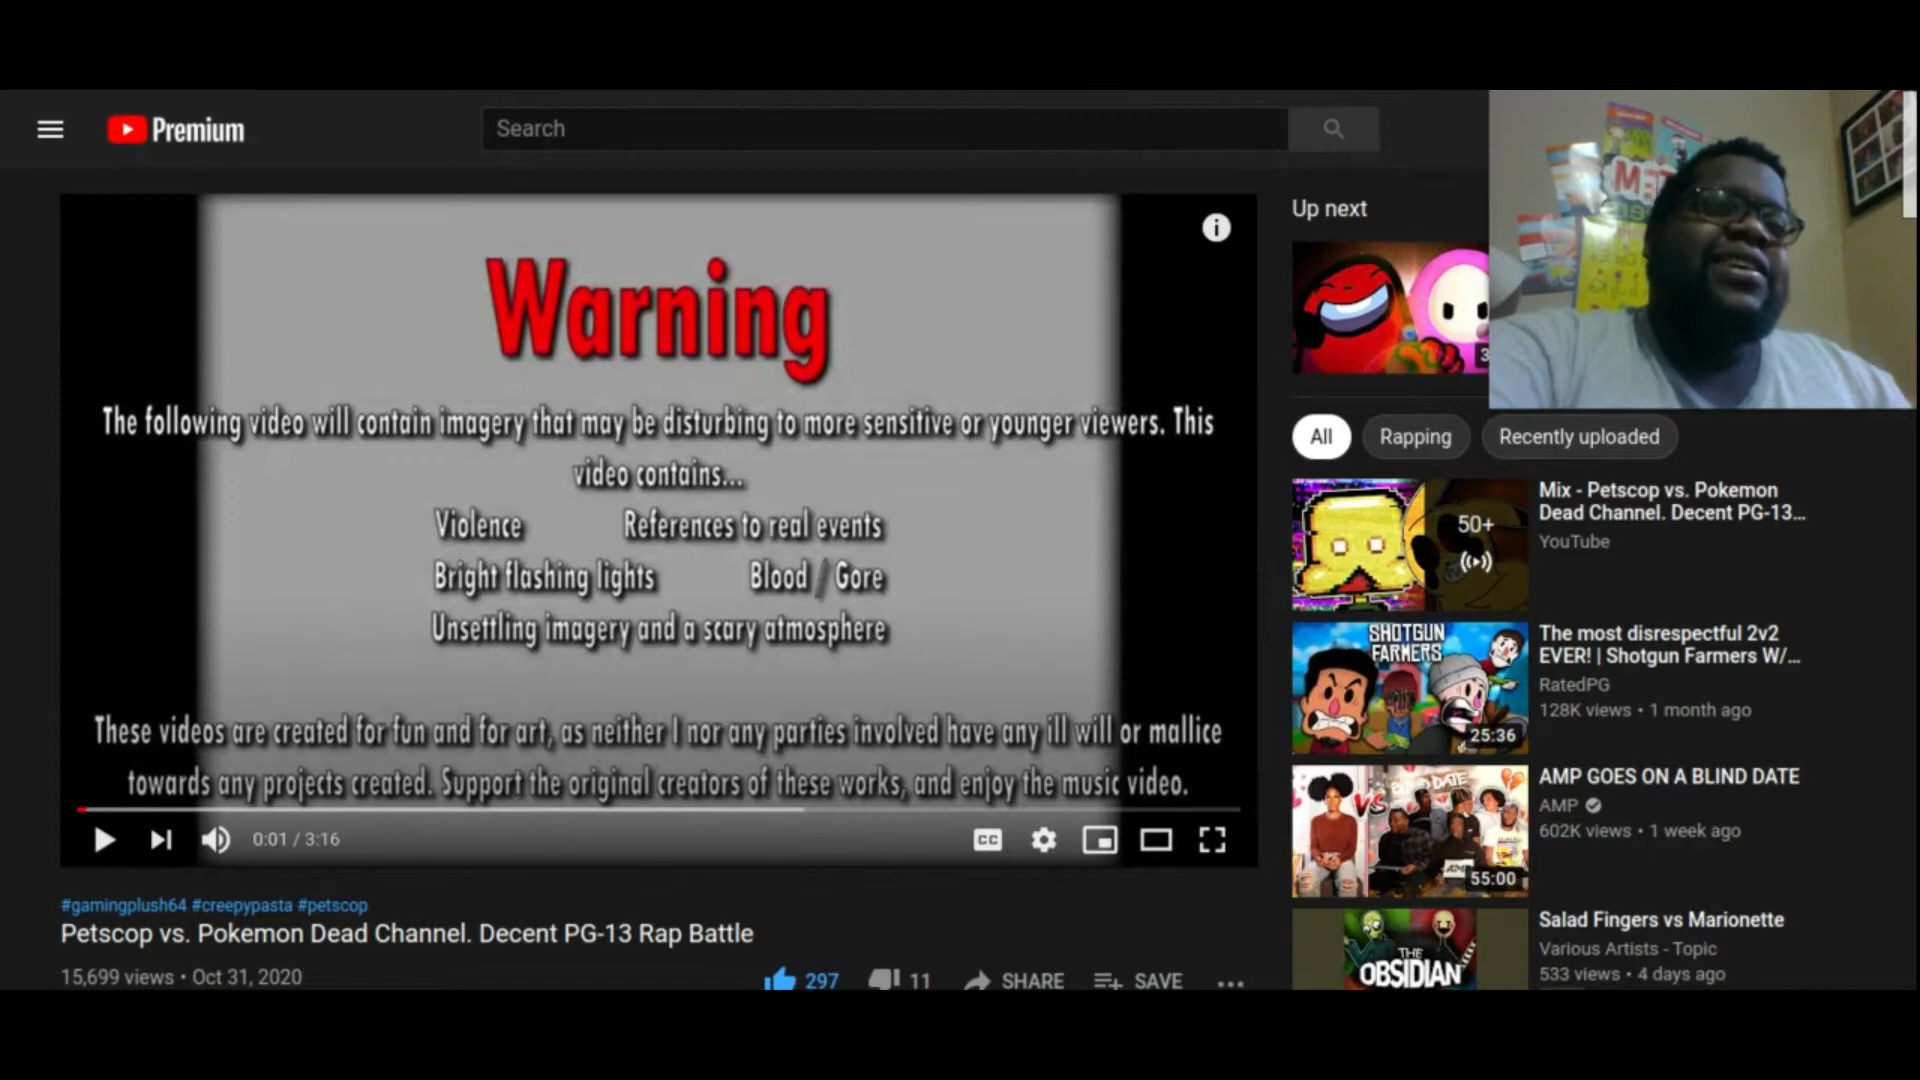 Premium
Search
Warning
The following video will contain imagery that may be disturbing to more sensitive or younger viewers. This
video contains...
Violence References to real events
Bright flashing lights Blood / Gore
Unsettling imagery and a scary atmosphere
These videos are created for fun and for art, as neither I nor any parties involved have any ill will or mallice
towards any projects created. Support the original creators of these works, and enjoy the music video.
0:01 / 3:16
CC
#gamingplush64 #creepypasta #petscop
Petscop vs. Pokemon Dead Channel. Decent PG-13 Rap Battle
15,699 views • Oct 31, 2020
297
11
SHARE
SAVE
Up next
3
All
Rapping
Recently uploaded
50+
Mix - Petscop vs. Pokemon
Dead Channel. Decent PG-13...
YouTube
SHOTGUN
FARMERS
25:36
The most disrespectful 2v2
EVER! | Shotgun Farmers W/...
RatedPG
128K views • 1 month ago
VS
55:00
AMP GOES ON A BLIND DATE
AMP
602K views • 1 week ago
THE
OBSIDIAN
Salad Fingers vs Marionette
Various Artists - Topic
533 views • 4 days ago